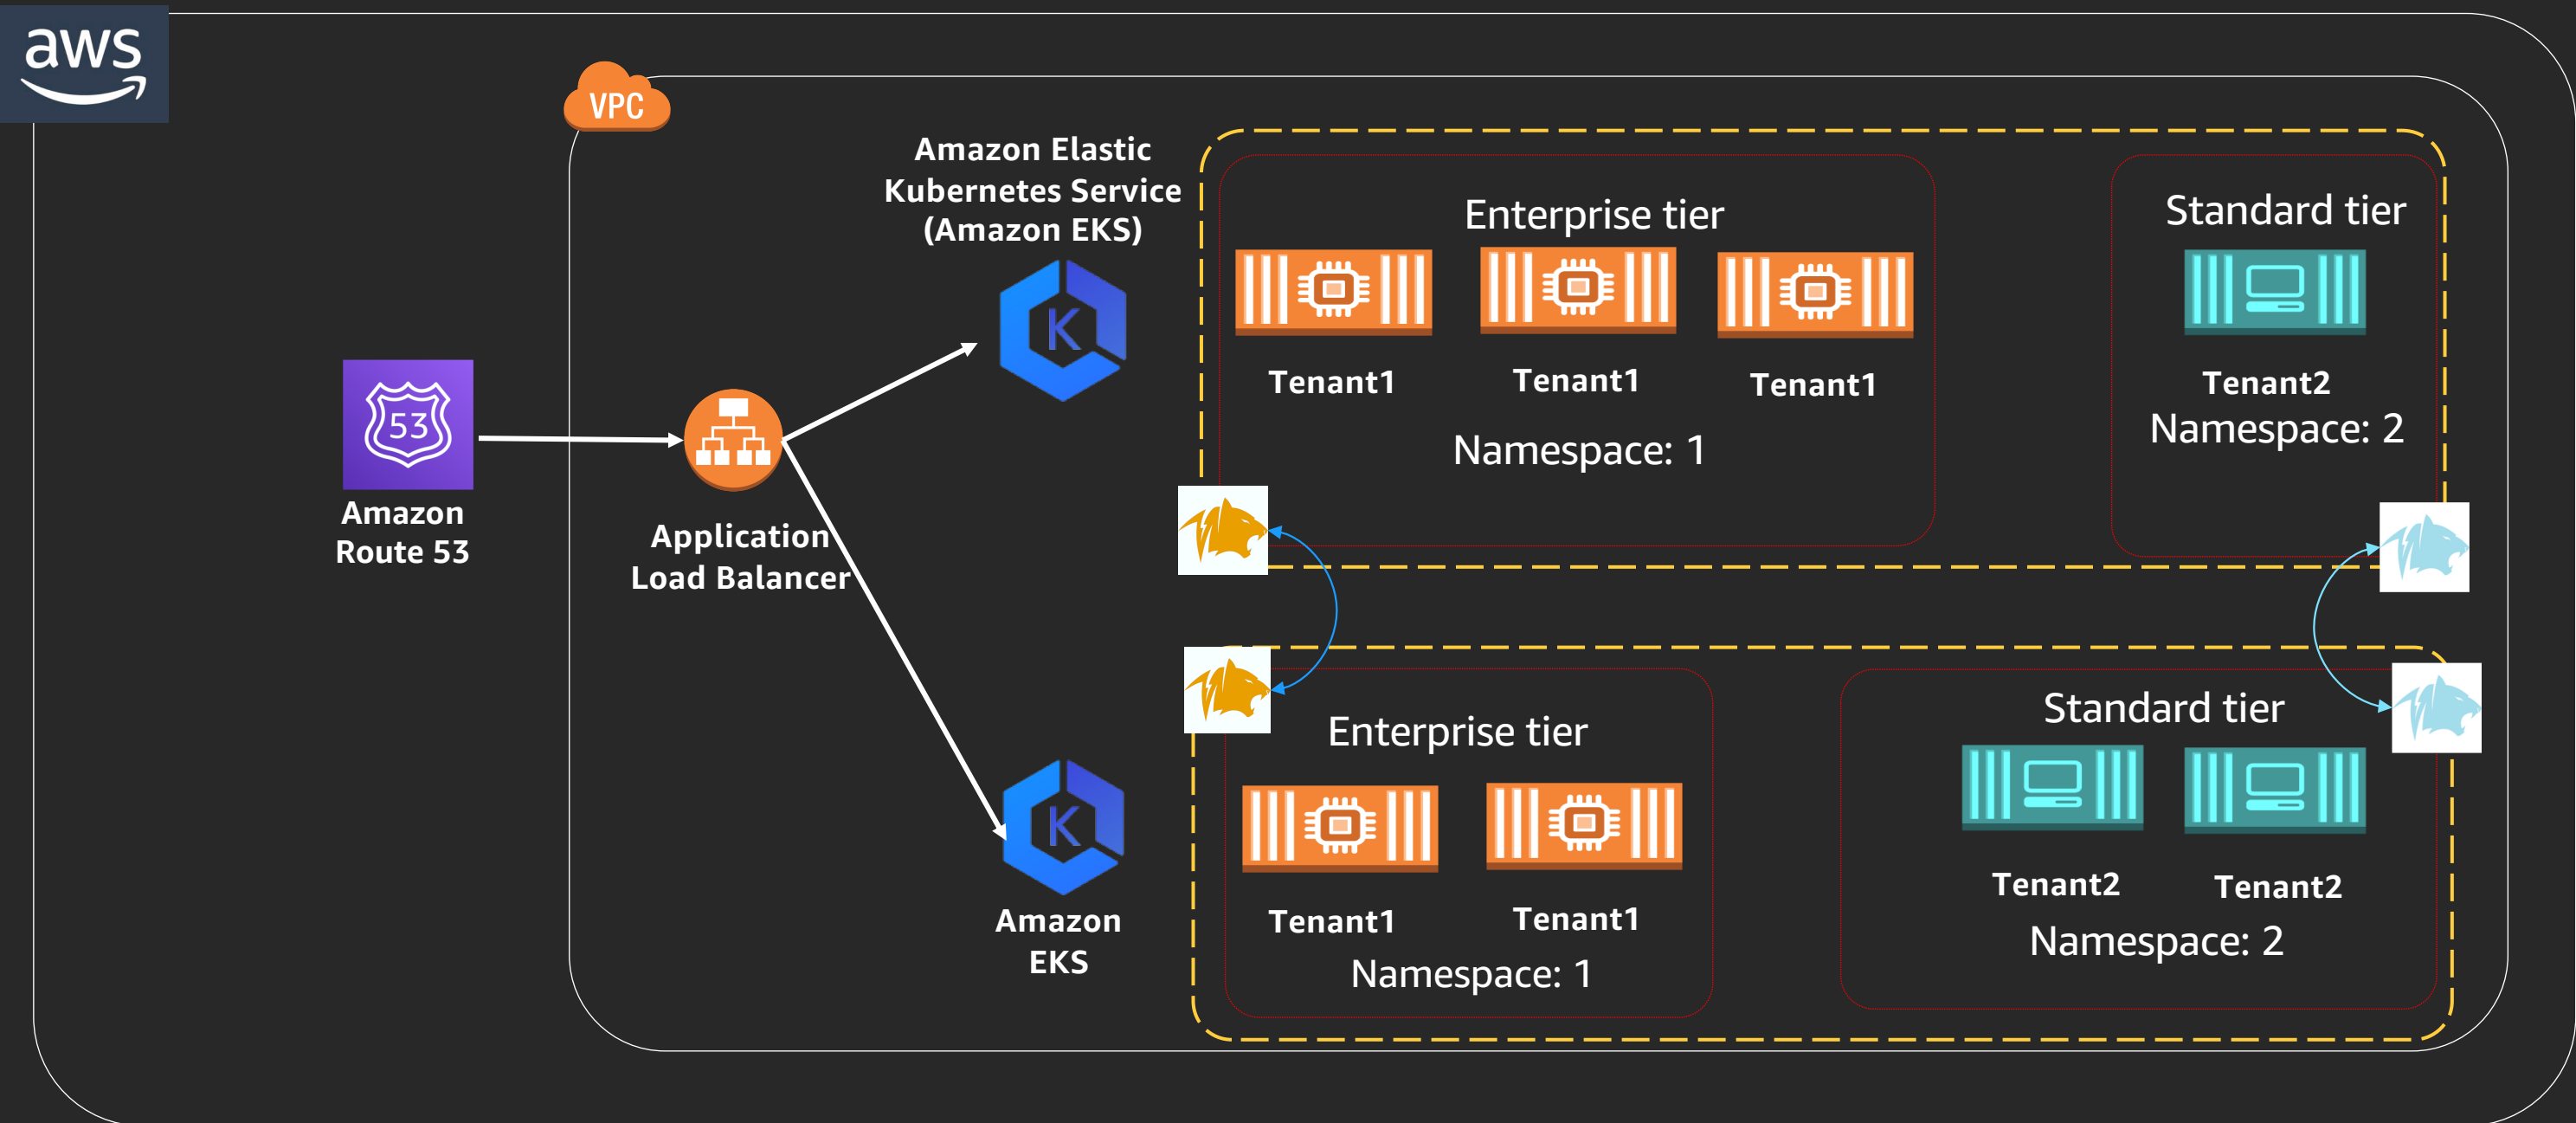 aws
VPC
Amazon Elastic
Kubernetes Service
(Amazon EKS)
K
Enterprise tier
Tenant1
Tenant1
Tenant1
Namespace: 1
Standard tier
Tenant2
Namespace: 2
53
Amazon
Route 53
Application
Load Balancer
K
Amazon
EKS
Enterprise tier
Tenant1
Tenant1
Namespace: 1
Standard tier
Tenant2
Tenant2
Namespace: 2